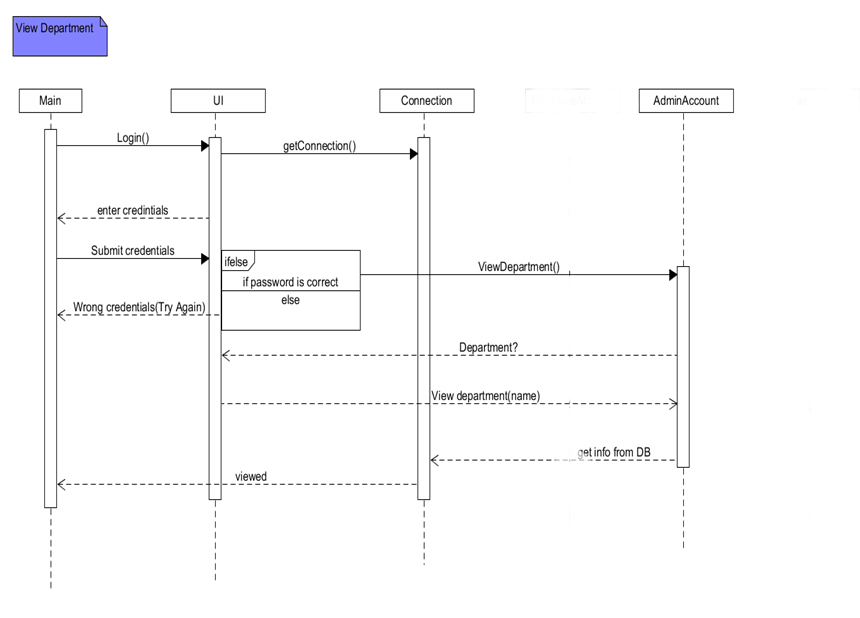 View Department
Main
UI
Connection
AdminAccount
Login()
getConnection()
enter credintials
Submit credentials
ifelse
ViewDepartment()
if password is correct
else
Wrong credentials(Try Again)
Department?
View department(name)
get info from DB
viewed